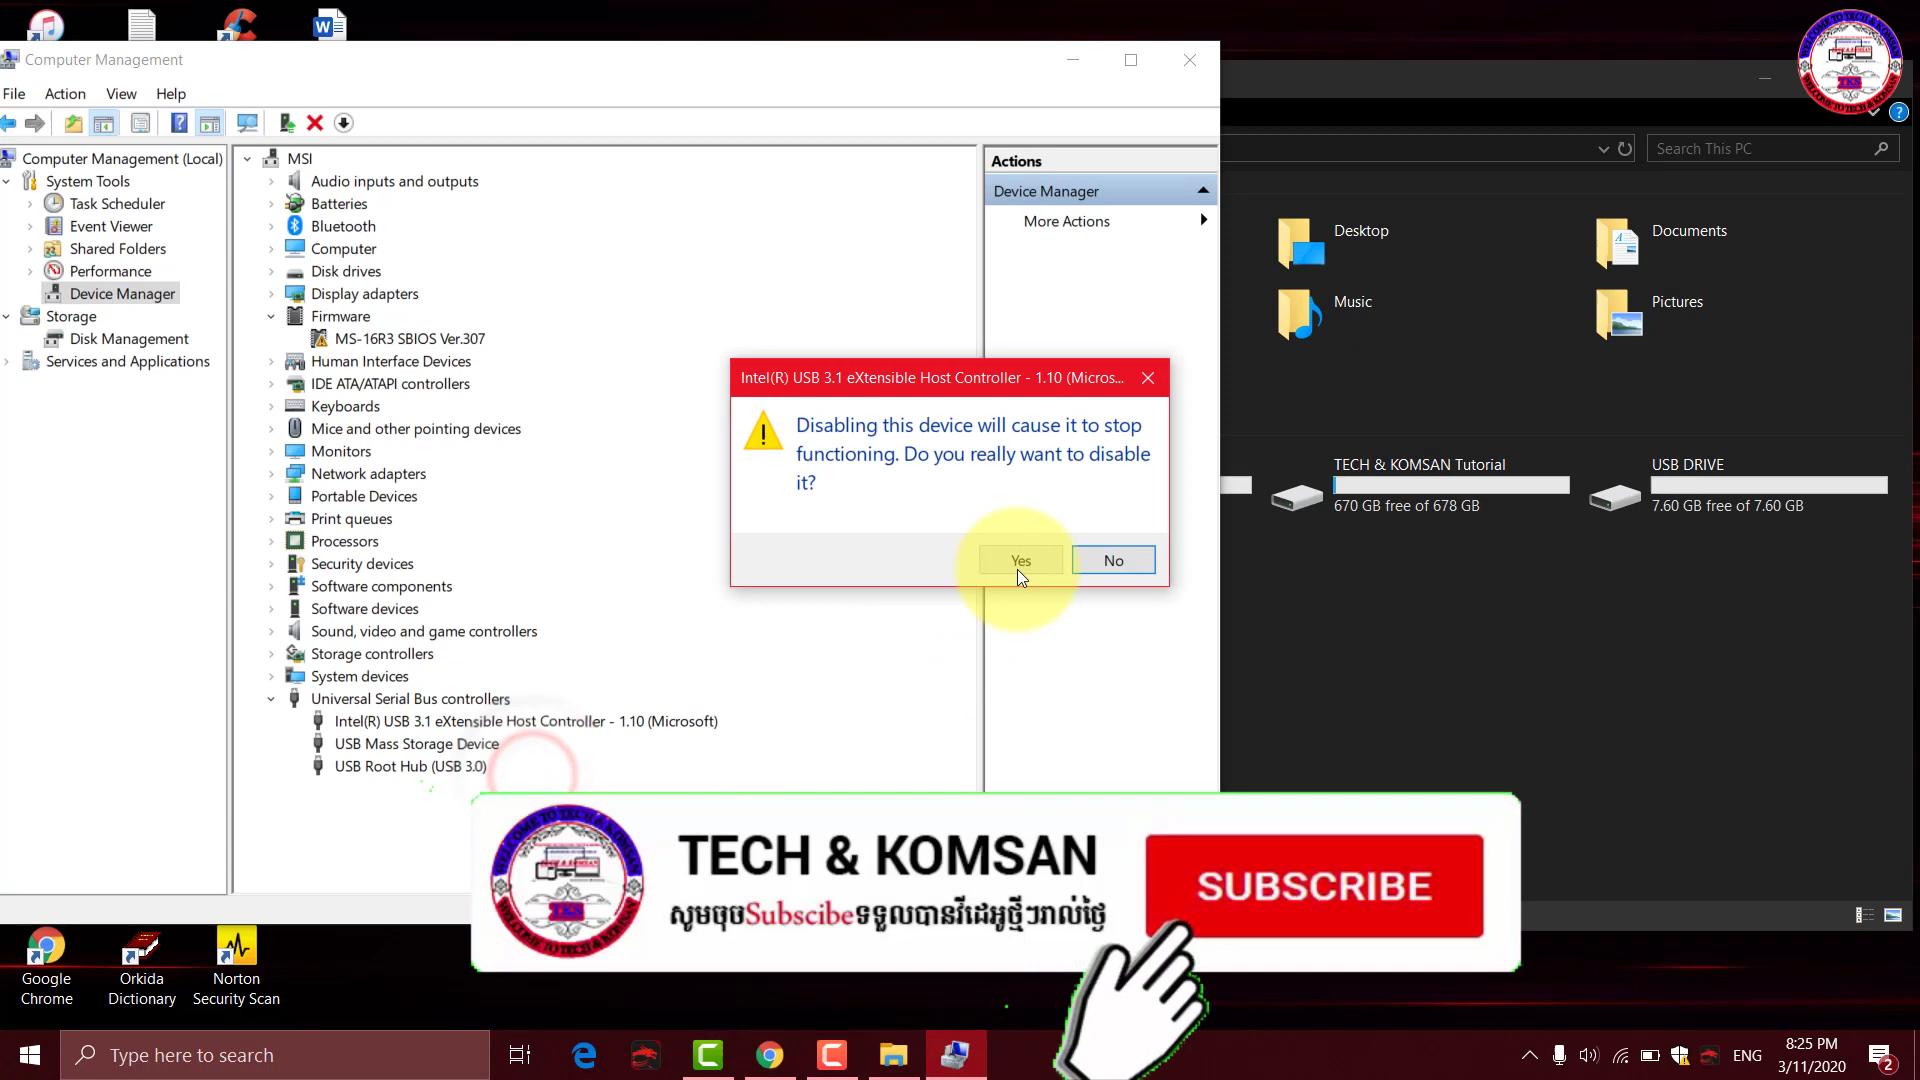 Computer Management
File Action View Help
Computer Management (Local)
System Tools
Task Scheduler
Event Viewer
Shared Folders
Performance
Device Manager
Storage
Disk Management
Services and Applications
MSI
Audio inputs and outputs
Batteries
Bluetooth
Computer
Disk drives
Display adapters
Firmware
MS-16R3 SBIOS Ver.307
Human Interface Devices
IDE ATA/ATAPI controllers
Keyboards
Mice and other pointing devices
Monitors
Network adapters
Portable Devices
Print queues
Processors
Security devices
Software components
Software devices
Sound, video and game controllers
Storage controllers
System devices
Universal Serial Bus controllers
Intel(R) USB 3.1 eXtensible Host Controller - 1.10 (Microsoft)
USB Mass Storage Device
USB Root Hub (USB 3.0)
Actions
Device Manager
More Actions
Intel(R) USB 3.1 eXtensible Host Controller - 1.10 (Micros...
Disabling this device will cause it to stop
functioning. Do you really want to disable
it?
Yes No
Search This PC
Desktop
Documents
Music
Pictures
TECH & KOMSAN Tutorial
670 GB free of 678 GB
USB DRIVE
7.60 GB free of 7.60 GB
TKS
TECH & KOMSAN
សូមចុចSubscibeទទួលបានវីដេអូថ្មីៗរាល់ថ្ងៃ
SUBSCRIBE
TKS
Google
Chrome
Orkida
Dictionary
Norton
Security Scan
Type here to search
ENG
8:25 PM
3/11/2020
2